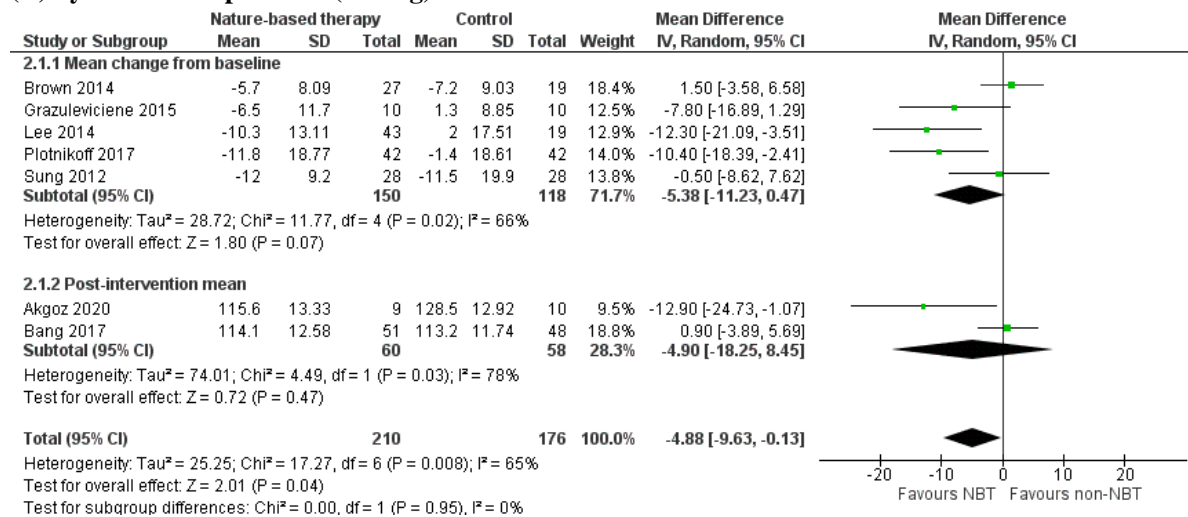 Nature-based therapy Control Mean Difference Mean Difference
Study or Subgroup Mean SD Total Mean SD Total Weight IV, Random, 95% CI IV, Random, 95% CI
2.1.1 Mean change from baseline
Brown 2014 -5.7 8.09 27 -7.2 9.03 19 18.4% 1.50 [-3.58, 6.58]
Grazuleviciene 2015 -6.5 11.7 10 1.3 8.85 10 12.5% -7.80 [-16.89, 1.29]
Lee 2014 -10.3 13.11 43 2 17.51 19 12.9% -12.30 [-21.09, -3.51]
Plotnikoff 2017 -11.8 18.77 42 -1.4 18.61 42 14.0% -10.40 [-18.39, -2.41]
Sung 2012 -12 9.2 28 -11.5 19.9 28 13.8% -0.50 [-8.62, 7.62]
Subtotal (95% CI) 150 118 71.7% -5.38 [-11.23, 0.47]
Heterogeneity: Tau² = 28.72; Chi² = 11.77, df = 4 (P = 0.02); I² = 66%
Test for overall effect: Z = 1.80 (P = 0.07)
2.1.2 Post-intervention mean
Akgoz 2020 115.6 13.33 9 128.5 12.92 10 9.5% -12.90 [-24.73, -1.07]
Bang 2017 114.1 12.58 51 113.2 11.74 48 18.8% 0.90 [-3.89, 5.69]
Subtotal (95% CI) 60 58 28.3% -4.90 [-18.25, 8.45]
Heterogeneity: Tau² = 74.01; Chi² = 4.49, df = 1 (P = 0.03); I² = 78%
Test for overall effect: Z = 0.72 (P = 0.47)
Total (95% CI) 210 176 100.0% -4.88 [-9.63, -0.13]
Heterogeneity: Tau² = 25.25; Chi² = 17.27, df = 6 (P = 0.008); I² = 65%
Test for overall effect: Z = 2.01 (P = 0.04)
Test for subgroup differences: Chi² = 0.00, df = 1 (P = 0.95), I² = 0%
-20 -10 0 10 20
Favours NBT Favours non-NBT